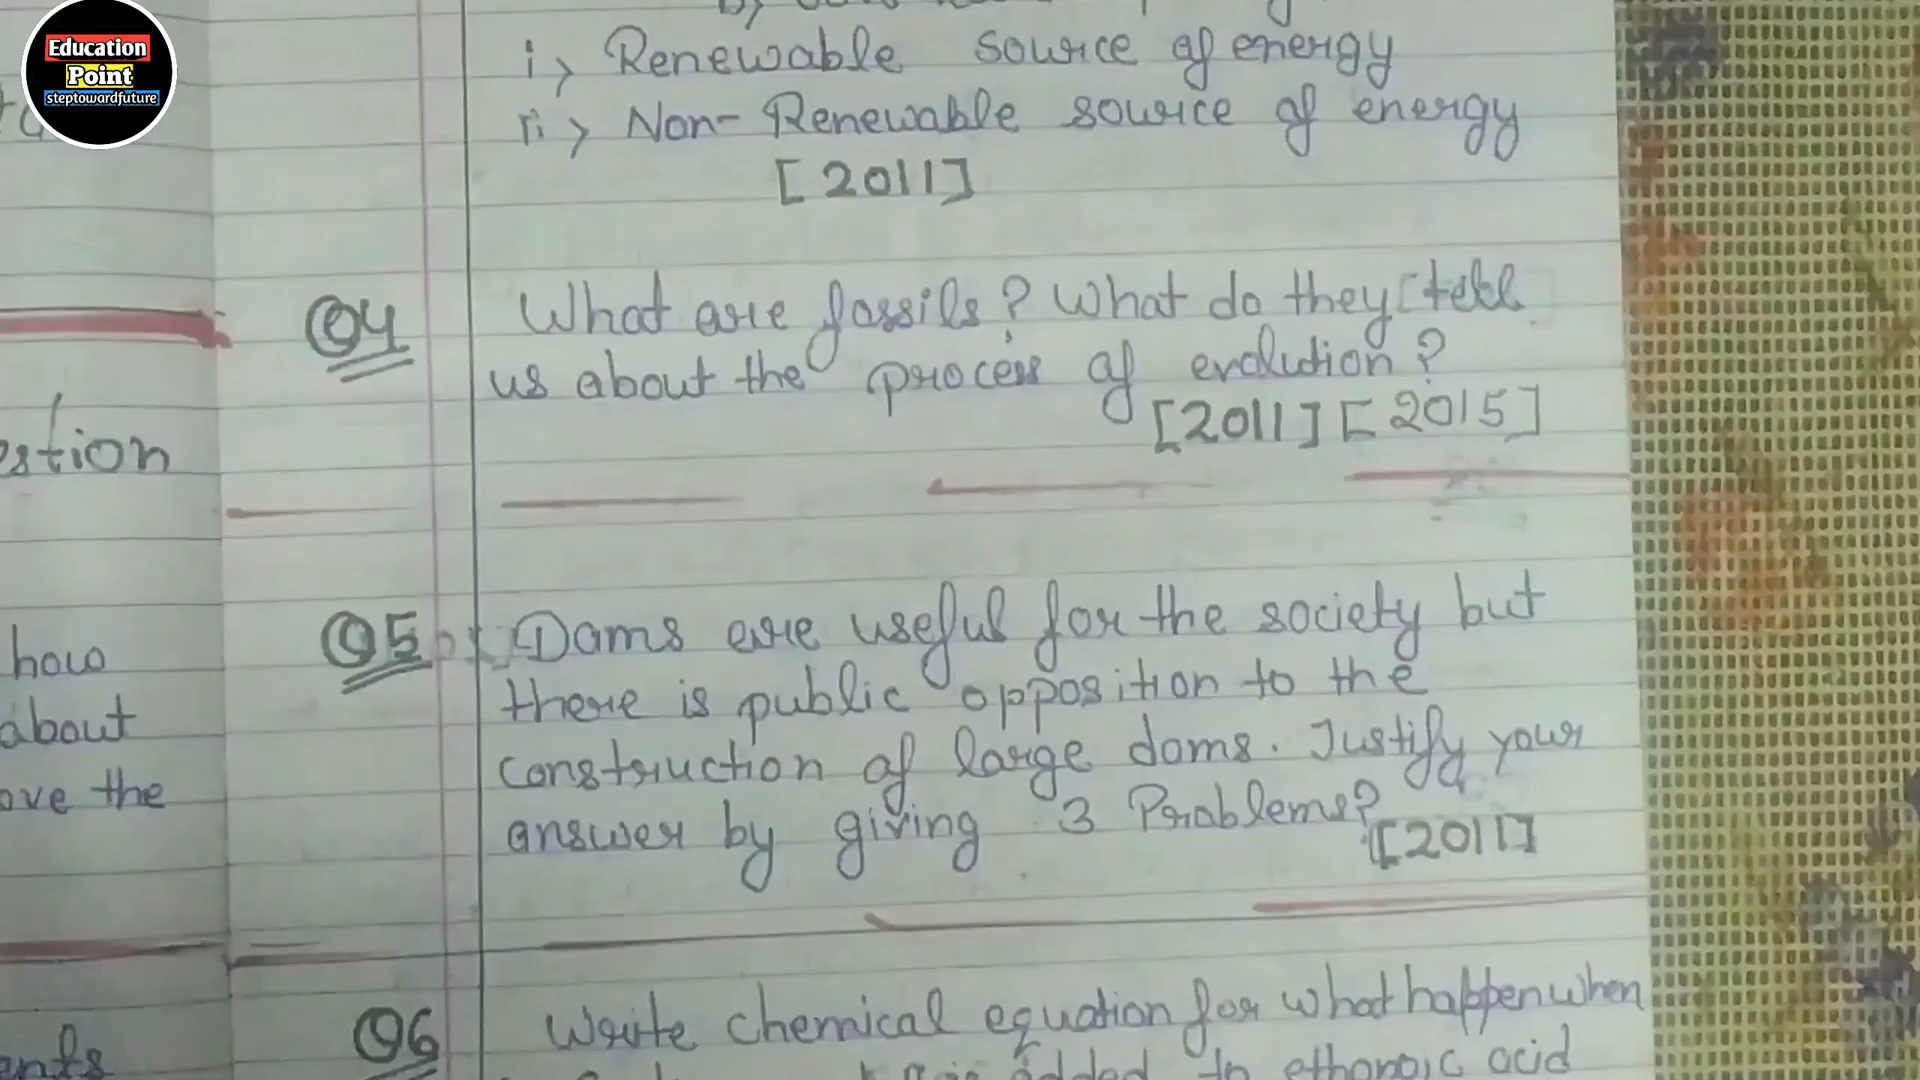 Education
Point
steptowardfuture
i> Renewable source of energy
ii> Non-Renewable source of energy
[2011]
Q4 What are fossils? What do they tell
us about the process of evolution?
[2011] [2015]
Q5 Dams are useful for the society but
there is public opposition to the
construction of large dams. Justify your
answer by giving 3 Problems?
[2011]
Q6 Write chemical equation for what happen when
added to ethanoic acid
stion
how
about
ove the
ents